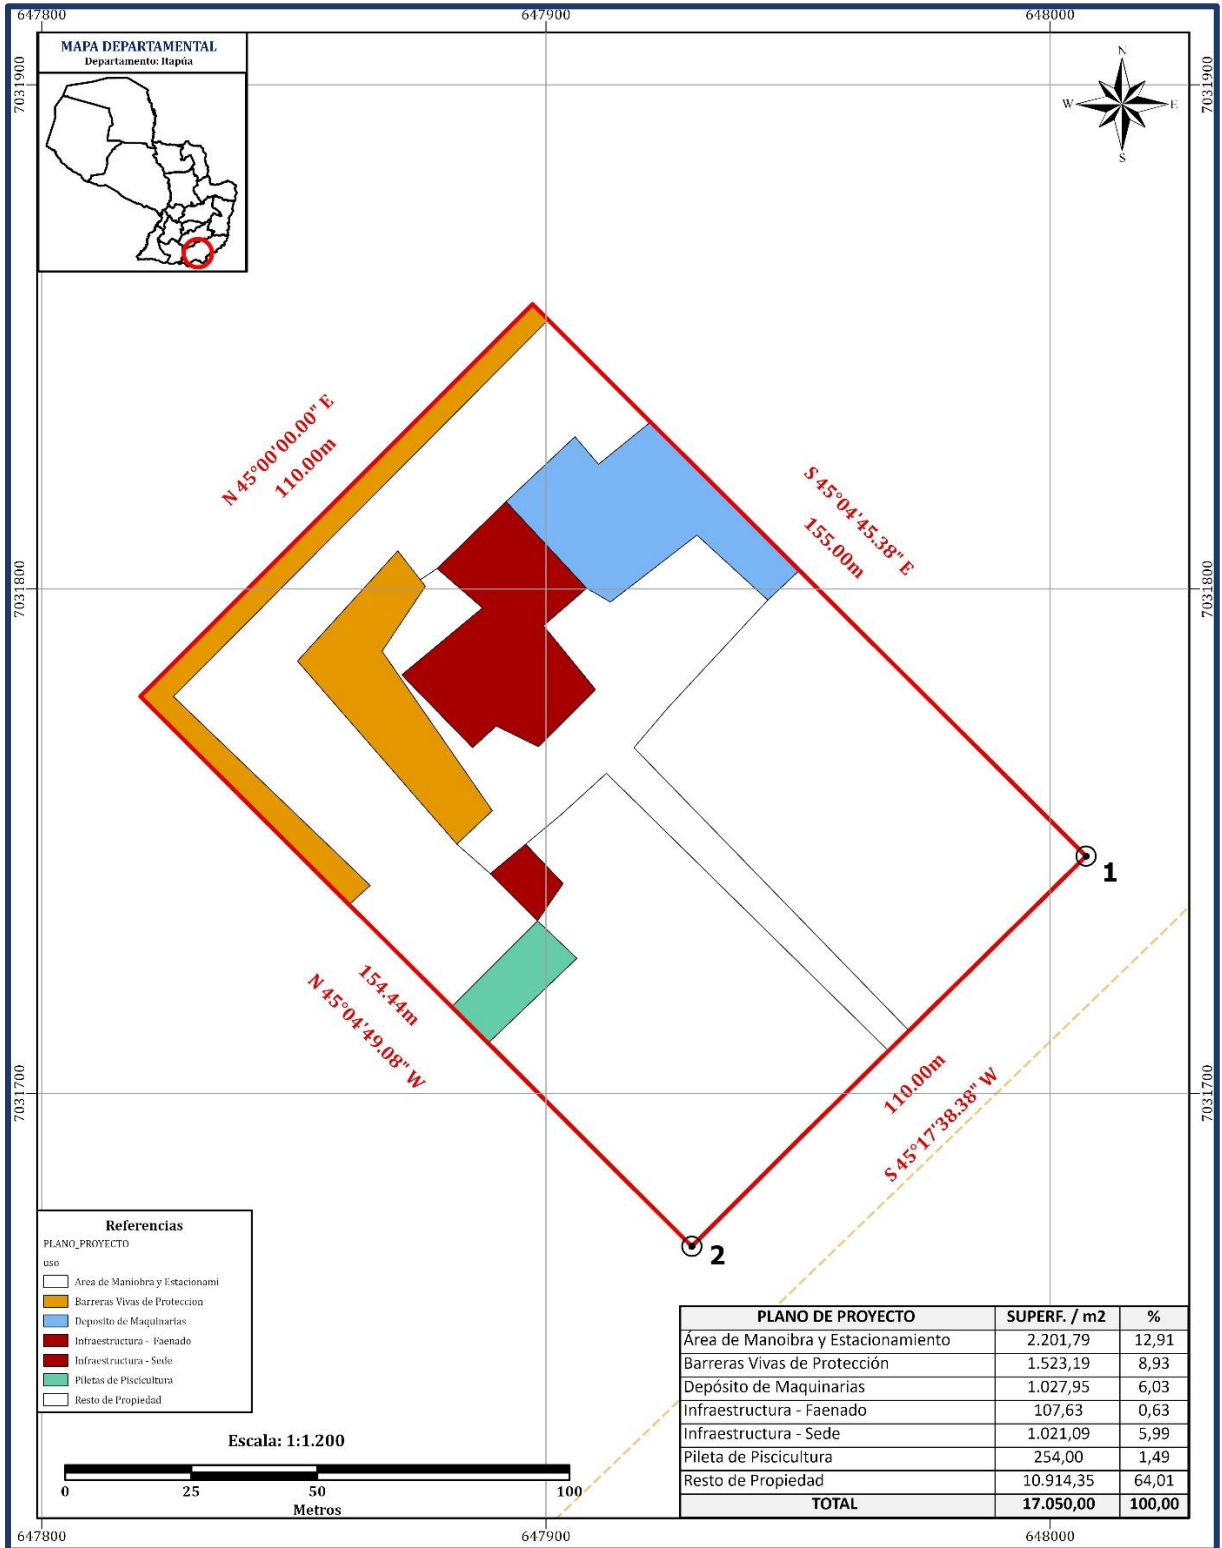 647800 647900 648000
MAPA DEPARTAMENTAL
Departamento: Itapúa
N
W E
S
7031900 7031900
N 45°00'00.00" E
110.00m
S 45°04'45.38" E
155.00m
7031800 7031800
1
154.44m
N 45°04'49.08" W
110.00m
S 45°17'38.38" W
7031700 7031700
2
Referencias
PLANO_PROYECTO
uso
Area de Maniobra y Estacionami
Barreras Vivas de Proteccion
Deposito de Maquinarias
Infraestructura - Faenado
Infraestructura - Sede
Piletas de Piscicultura
Resto de Propiedad
Escala: 1:1.200
0 25 50 100
Metros
PLANO DE PROYECTO SUPERF. / m2 %
Área de Manoibra y Estacionamiento 2.201,79 12,91
Barreras Vivas de Protección 1.523,19 8,93
Depósito de Maquinarias 1.027,95 6,03
Infraestructura - Faenado 107,63 0,63
Infraestructura - Sede 1.021,09 5,99
Pileta de Piscicultura 254,00 1,49
Resto de Propiedad 10.914,35 64,01
TOTAL 17.050,00 100,00
647800 647900 648000